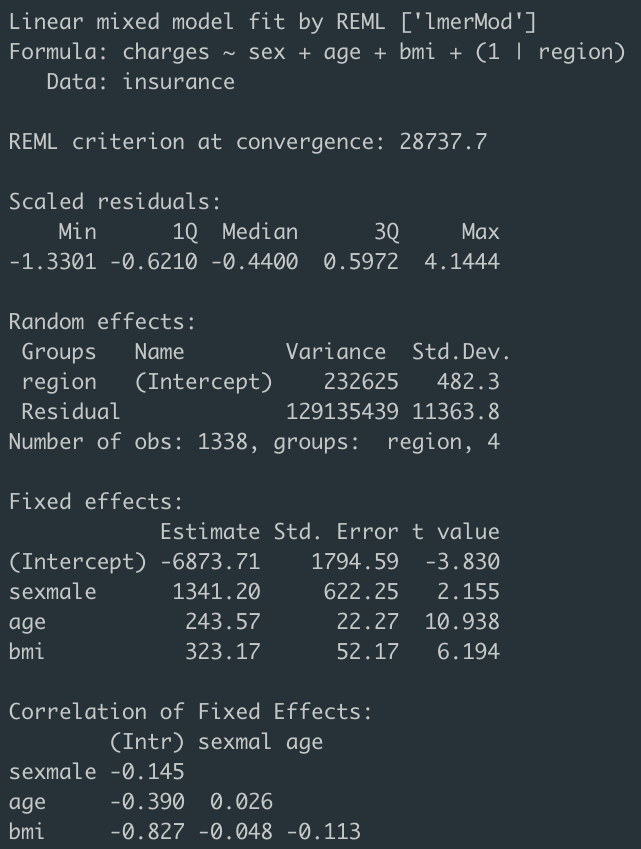 Linear mixed model fit by REML ['lmerMod']
Formula: charges ~ sex + age + bmi + (1 | region)
   Data: insurance

REML criterion at convergence: 28737.7

Scaled residuals:
    Min      1Q  Median      3Q     Max
-1.3301 -0.6210 -0.4400  0.5972  4.1444

Random effects:
 Groups   Name        Variance  Std.Dev.
 region   (Intercept)    232625   482.3
 Residual             129135439 11363.8
Number of obs: 1338, groups:  region, 4

Fixed effects:
            Estimate Std. Error t value
(Intercept) -6873.71    1794.59  -3.830
sexmale      1341.20     622.25   2.155
age           243.57      22.27  10.938
bmi           323.17      52.17   6.194

Correlation of Fixed Effects:
        (Intr) sexmal age
sexmale -0.145
age     -0.390  0.026
bmi     -0.827 -0.048 -0.113